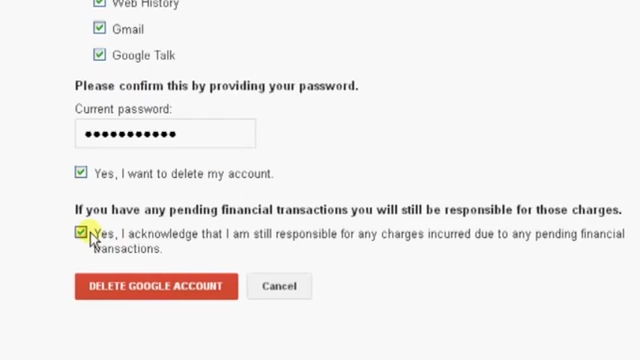 Web History
Gmail
Google Talk
Please confirm this by providing your password.
Current password:
●●●●●●●●●●●
Yes, I want to delete my account.
If you have any pending financial transactions you will still be responsible for those charges.
Yes, I acknowledge that I am still responsible for any charges incurred due to any pending financial
transactions.
DELETE GOOGLE ACCOUNT
Cancel